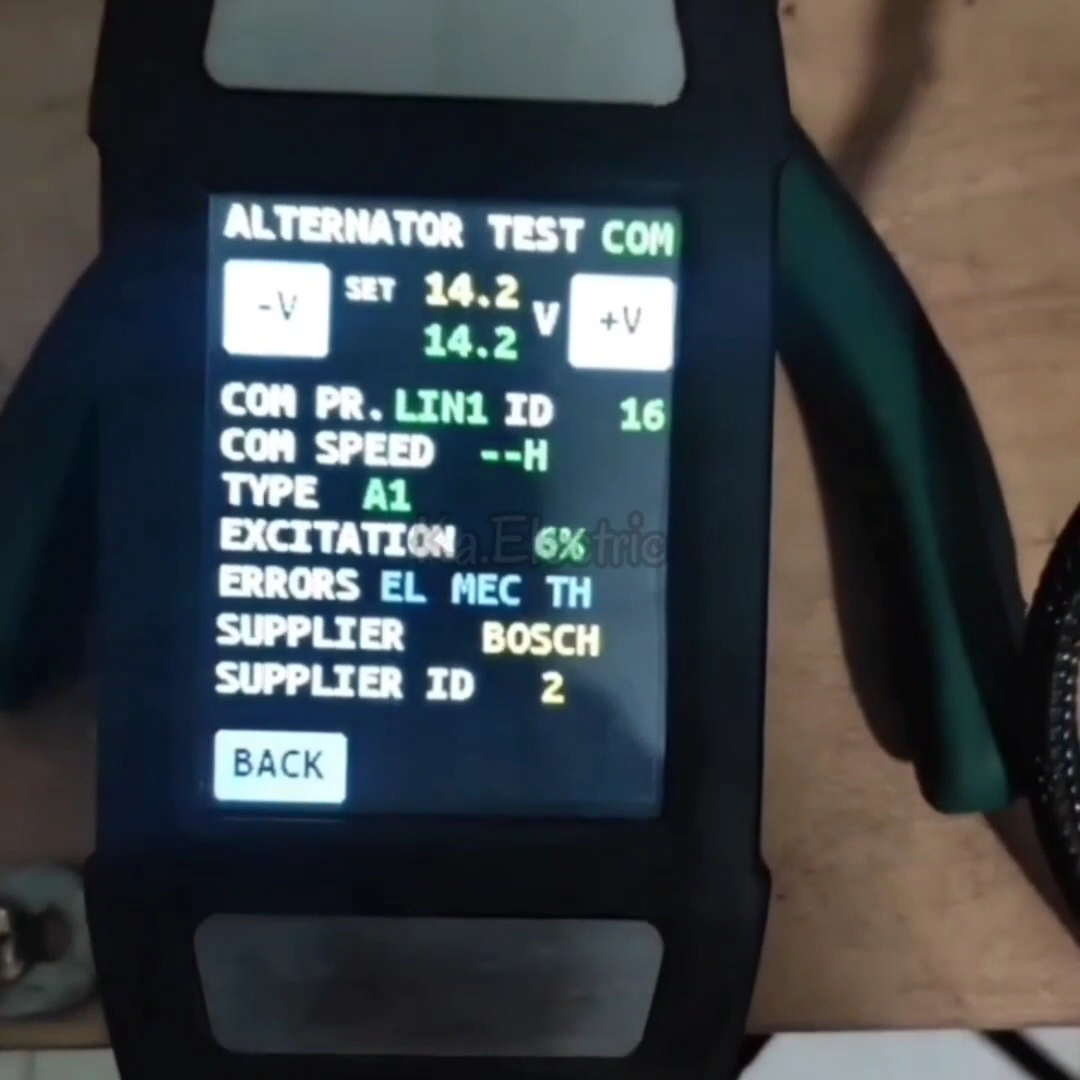 ALTERNATOR TEST COM
-V SET 14.2 V +V
14.2
COM PR. LIN1 ID 16
COM SPEED --H
TYPE A1
EXCITATION 6%
ERRORS EL MEC TH
SUPPLIER BOSCH
SUPPLIER ID 2
BACK